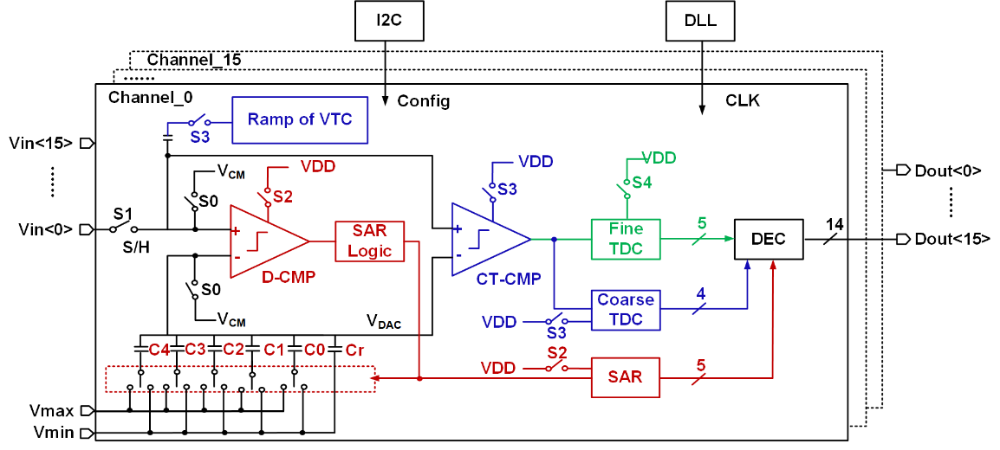 I2C
DLL
Channel_15
......
Channel_0
Config
CLK
Ramp of VTC
S3
Vin<15>
VCM
VDD
VDD
VDD
S0
S2
S3
S4
Dout<0>
S1
Vin<0>
S/H
+
-
SAR
Logic
+
-
Fine
TDC
5
DEC
14
Dout<15>
D-CMP
CT-CMP
S0
VCM
VDAC
Coarse
TDC
4
VDD
S3
C4
C3
C2
C1
C0
Cr
S2
VDD
SAR
5
Vmax
Vmin